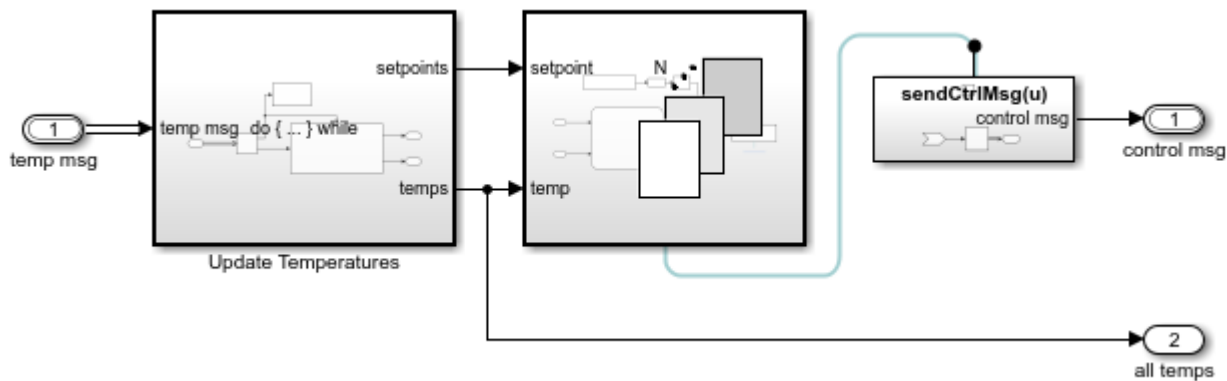 1
temp msg
temp msg do { ... } while
setpoints
temps
Update Temperatures
setpoint
N
temp
sendCtrlMsg(u)
control msg
1
control msg
2
all temps